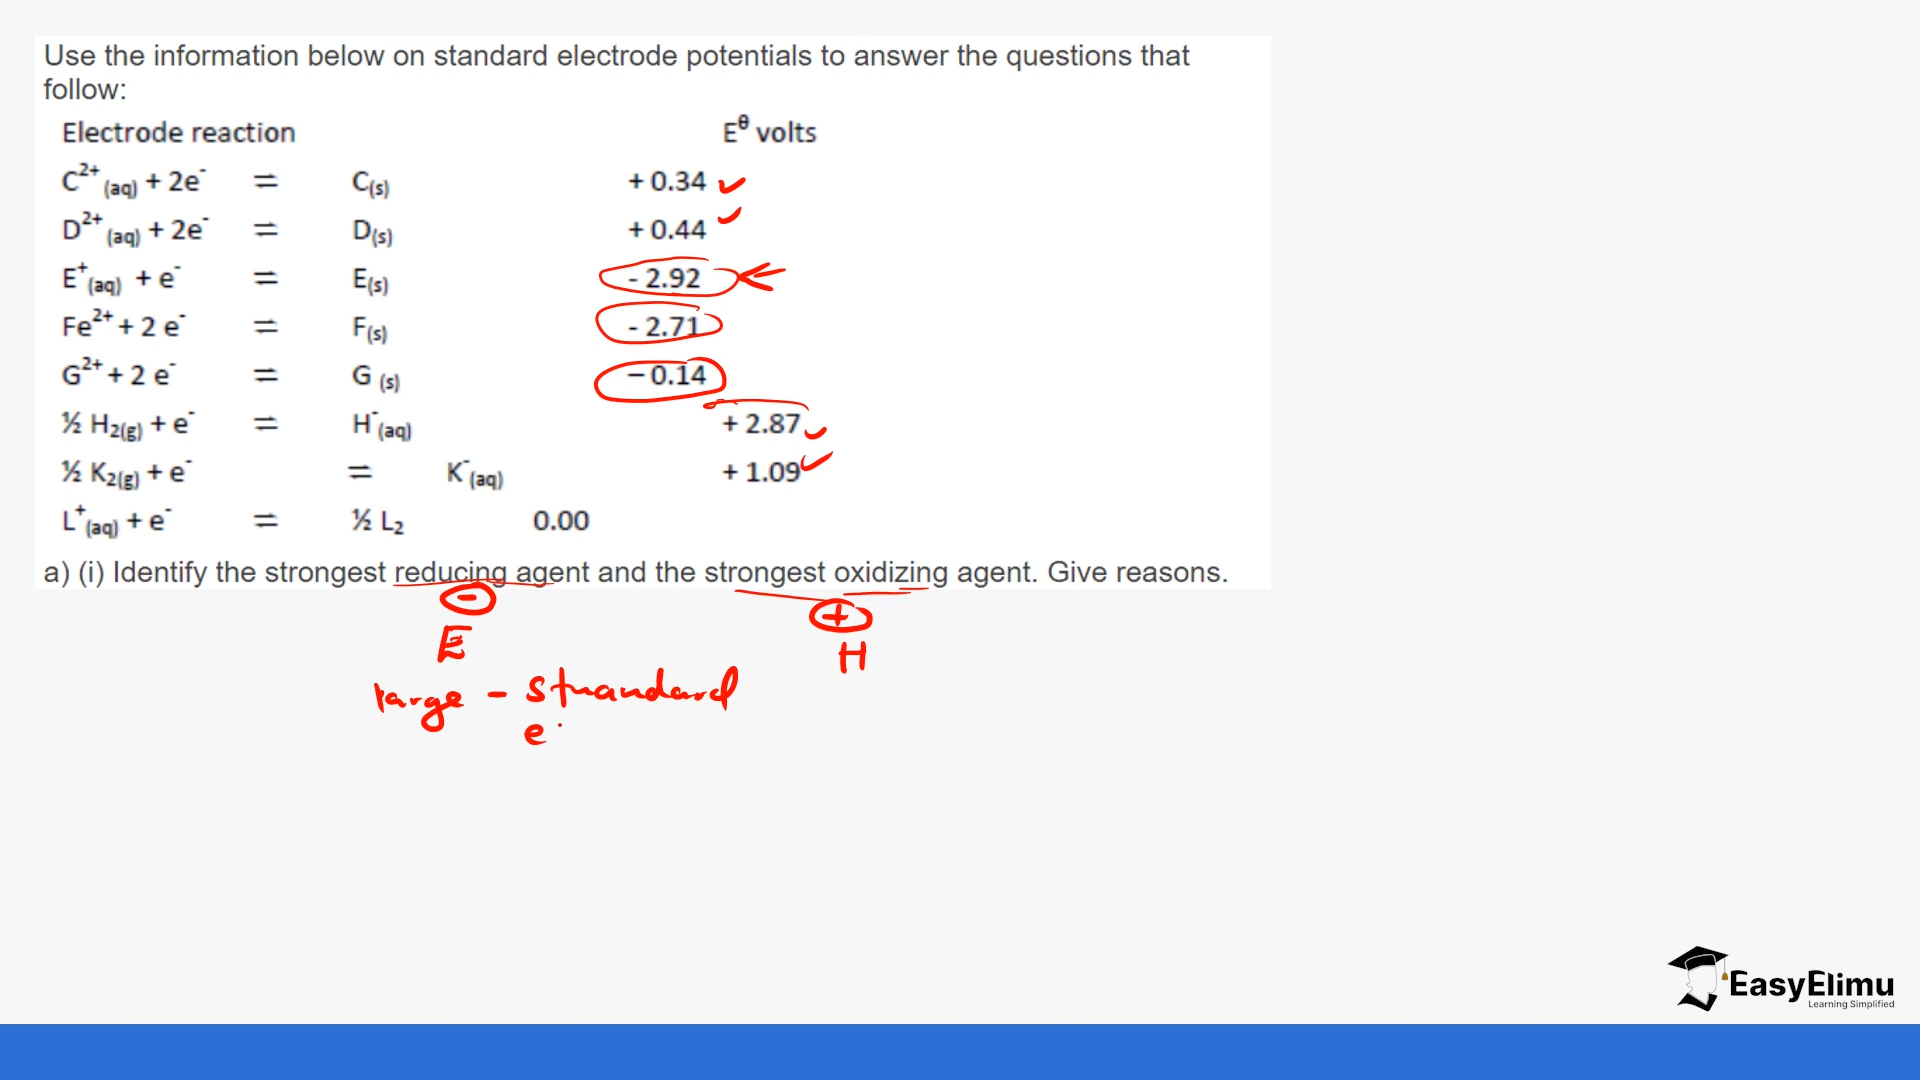 Use the information below on standard electrode potentials to answer the questions that
follow:
Electrode reaction E^θ volts
C²⁺(aq) + 2e⁻ ⇌ C(s) + 0.34
D²⁺(aq) + 2e⁻ ⇌ D(s) + 0.44
E⁺(aq) + e⁻ ⇌ E(s) - 2.92
Fe²⁺ + 2 e⁻ ⇌ F(s) - 2.71
G²⁺ + 2 e⁻ ⇌ G (s) – 0.14
½ H₂(g) + e⁻ ⇌ H⁻(aq) + 2.87
½ K₂(g) + e⁻ ⇌ K⁻(aq) + 1.09
L⁺(aq) + e⁻ ⇌ ½ L₂ 0.00
a) (i) Identify the strongest reducing agent and the strongest oxidizing agent. Give reasons.
- +
E H
large - strandard
e
EasyElimu
Learning Simplified